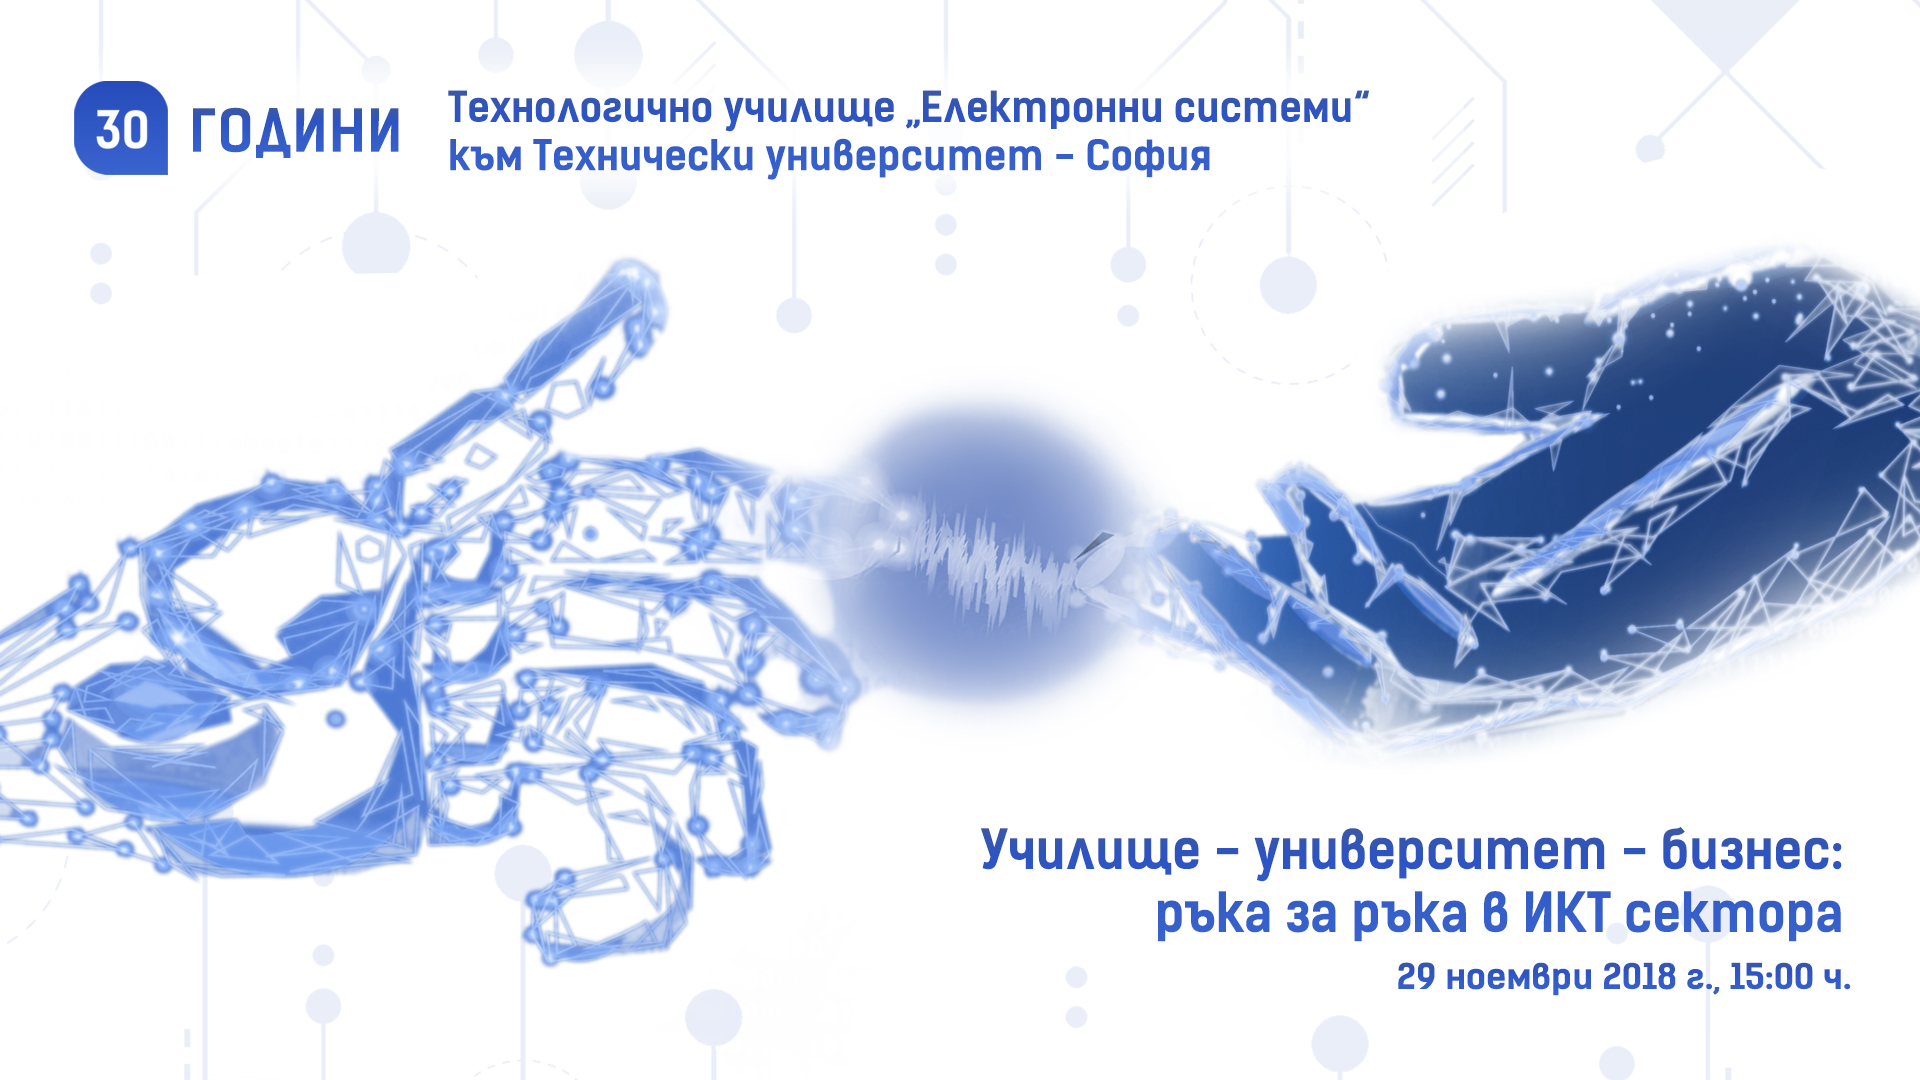 30 ГОДИНИ
Технологично училище „Електронни системи“
към Технически университет – София
Училище – университет – бизнес:
ръка за ръка в ИКТ сектора
29 ноември 2018 г., 15:00 ч.